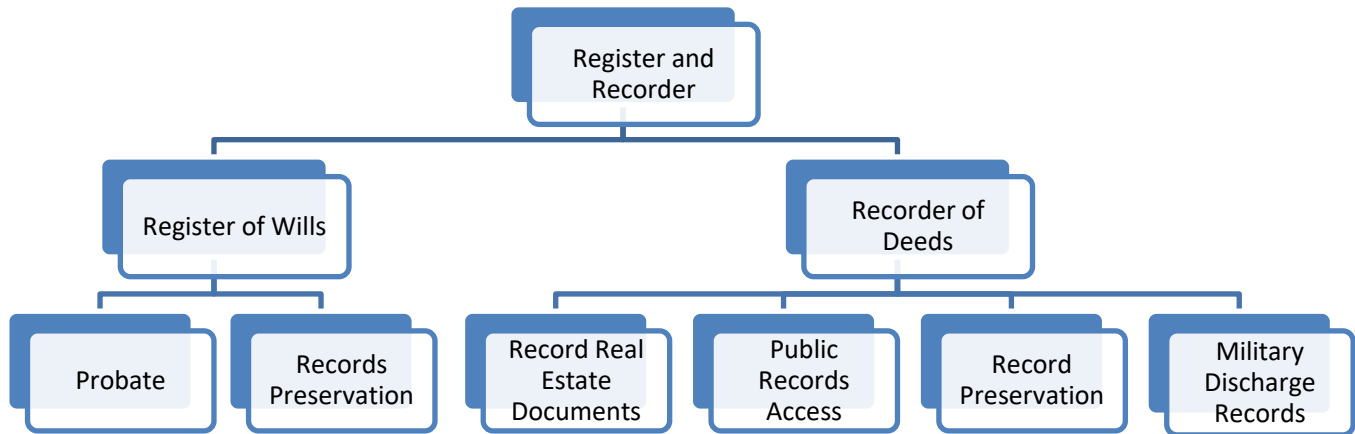 Register and
Recorder
Register of Wills
Recorder of
Deeds
Probate
Records
Preservation
Record Real
Estate
Documents
Public
Records
Access
Record
Preservation
Military
Discharge
Records